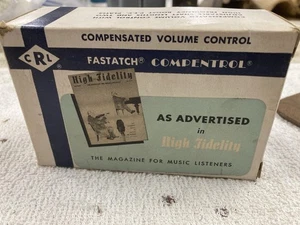 COMPENSATED VOLUME CONTROL
CRL
FASTATCH® COMPENTROL®
High Fidelity
AS ADVERTISED
in
High Fidelity
THE MAGAZINE FOR MUSIC LISTENERS